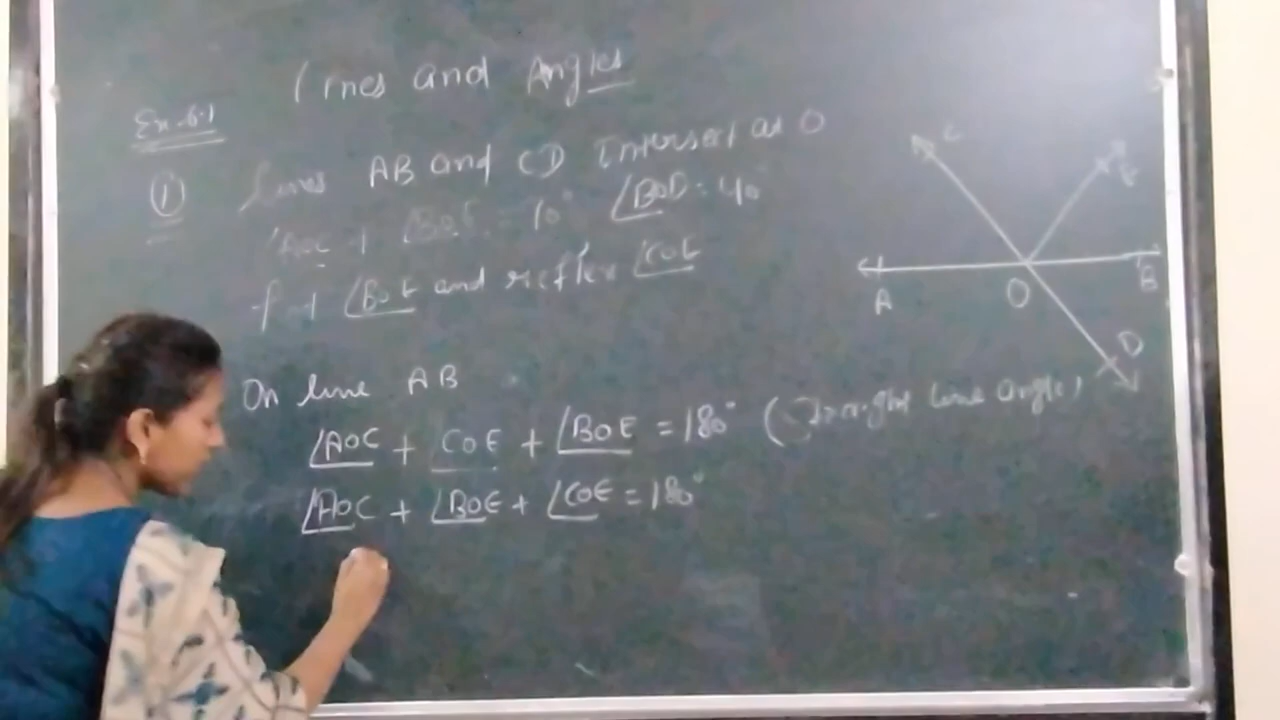 Lines and Angles
Ex-6.1
① Lines AB and CD Intersect at O
∠AOC + ∠BOE = 70° ∠BOD = 40°
∠BOE and reflex ∠COE
On line AB
∠AOC + COE + ∠BOE = 180° (Straight line angle)
∠AOC + ∠BOE + ∠COE = 180°
C
E
A
O
B
D